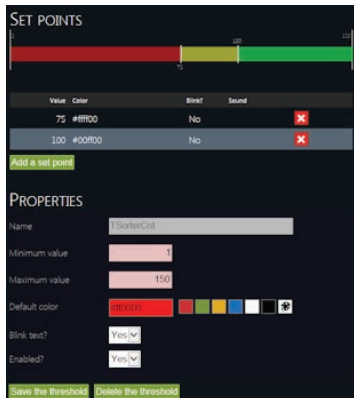 SET POINTS
1 100 150
75
Value Color Blink? Sound
75 #ffff00 No
100 #00ff00 No
Add a set point
PROPERTIES
Name TSorterCnt
Minimum value 1
Maximum value 150
Default color #ff0000
Blink text? Yes
Enabled? Yes
Save the threshold Delete the threshold